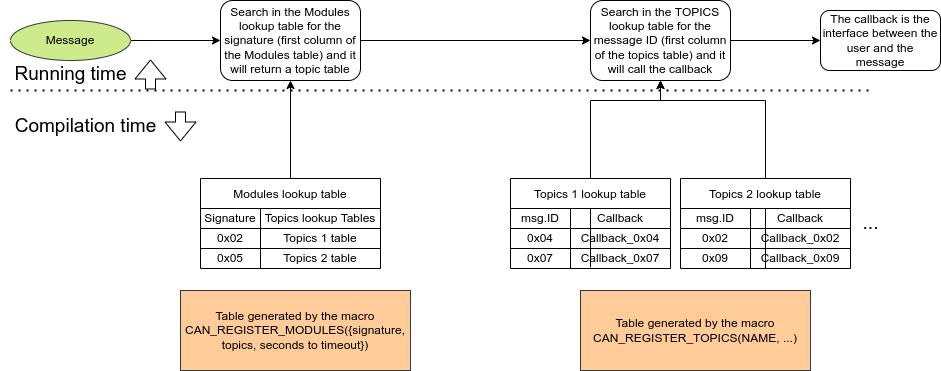 Message
Search in the Modules
lookup table for the
signature (first column of
the Modules table) and it
will return a topic table
Search in the TOPICS
lookup table for the
message ID (first column
of the topics table) and it
will call the callback
The callback is the
interface between the
user and the
message
Running time
Compilation time
Modules lookup table
Signature Topics lookup Tables
0x02 Topics 1 table
0x05 Topics 2 table
Topics 1 lookup table
msg.ID Callback
0x04 Callback_0x04
0x07 Callback_0x07
Topics 2 lookup table
msg.ID Callback
0x02 Callback_0x02
0x09 Callback_0x09
...
Table generated by the macro
CAN_REGISTER_MODULES({signature,
topics, seconds to timeout})
Table generated by the macro
CAN_REGISTER_TOPICS(NAME, ...)